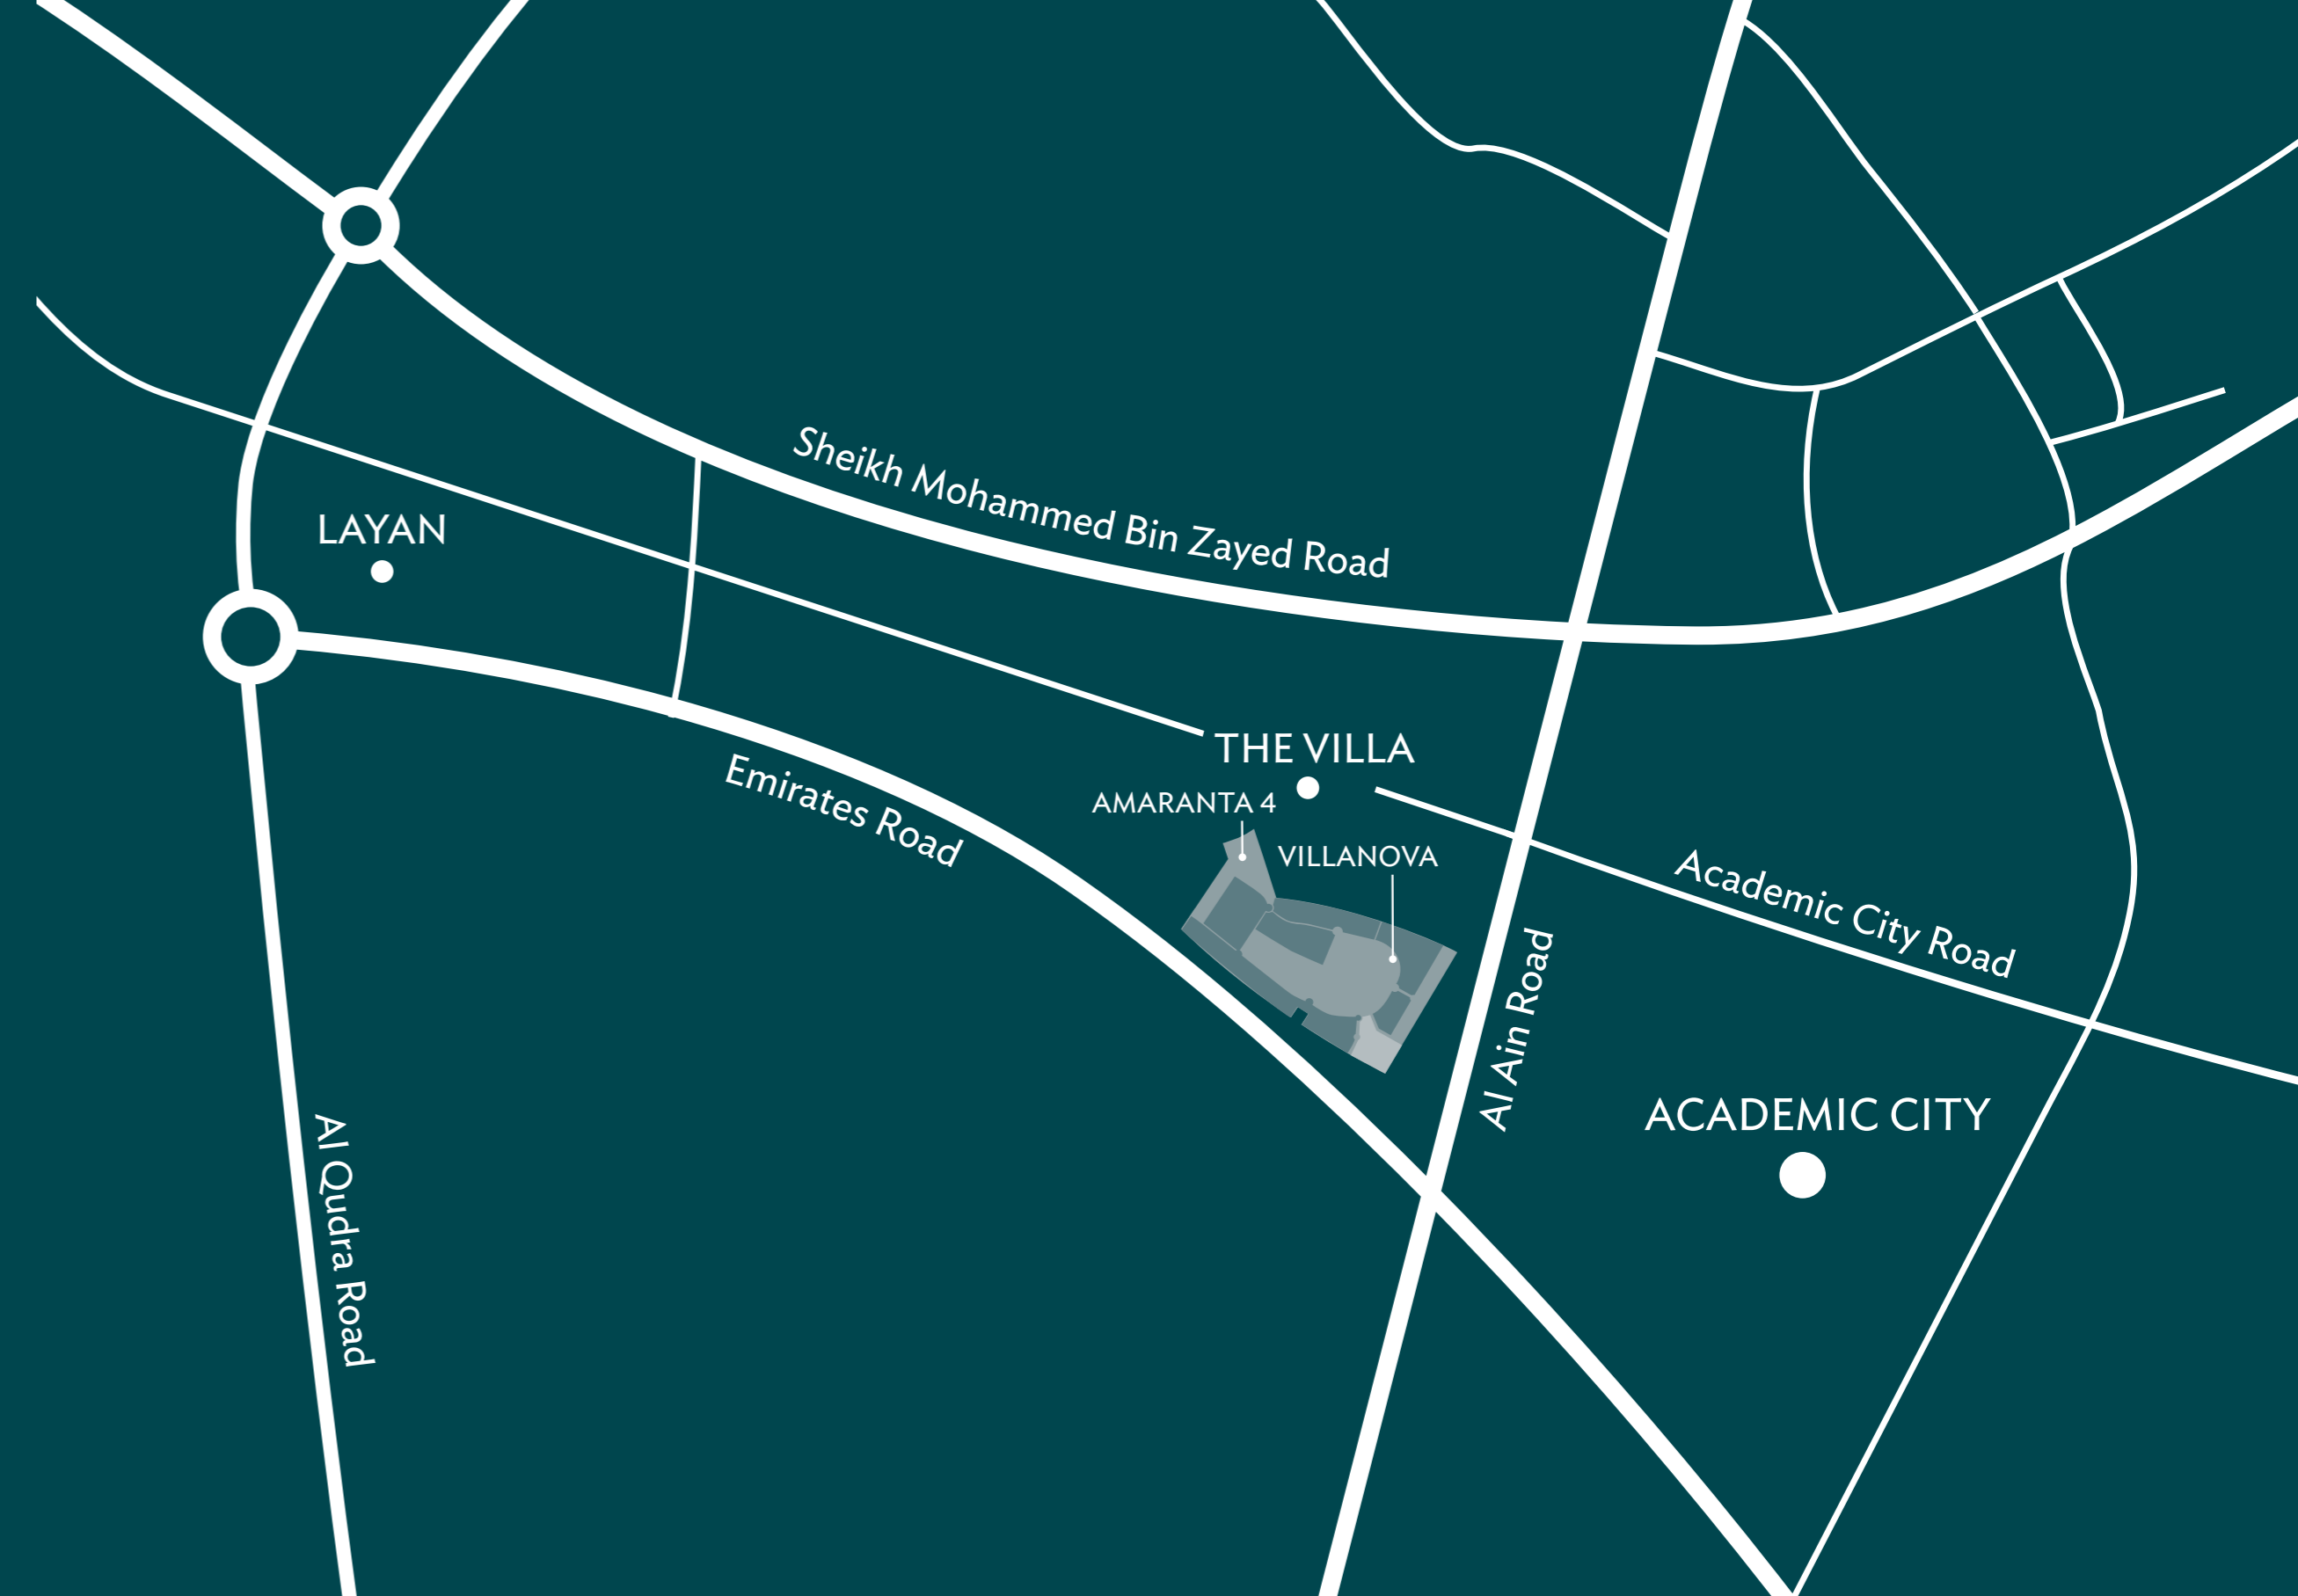 Sheikh Mohammed Bin Zayed Road
LAYAN
THE VILLA
AMARANTA 4
Emirates Road
VILLANOVA
Academic City Road
Al Ain Road
ACADEMIC CITY
Al Qudra Road